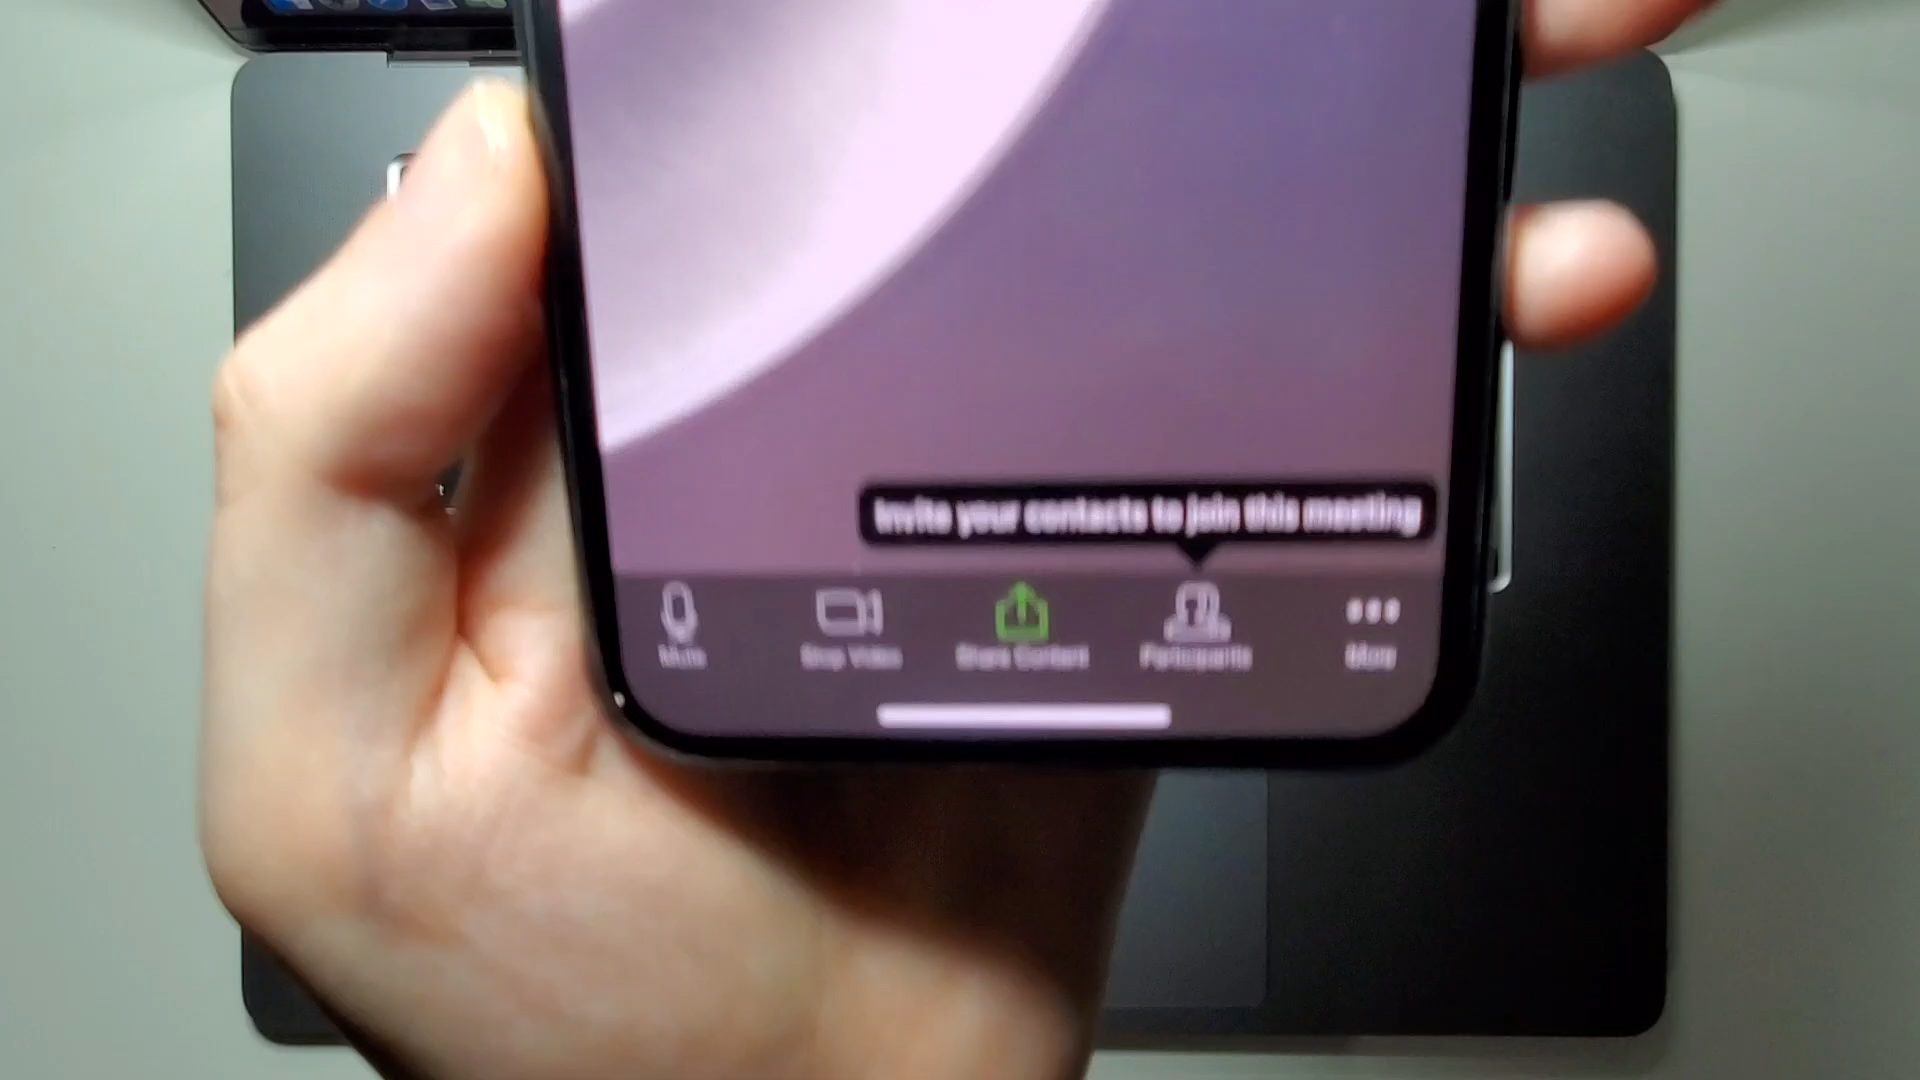 Invite your contacts to join this meeting
Mute
Stop Video
Share Content
Participants
More